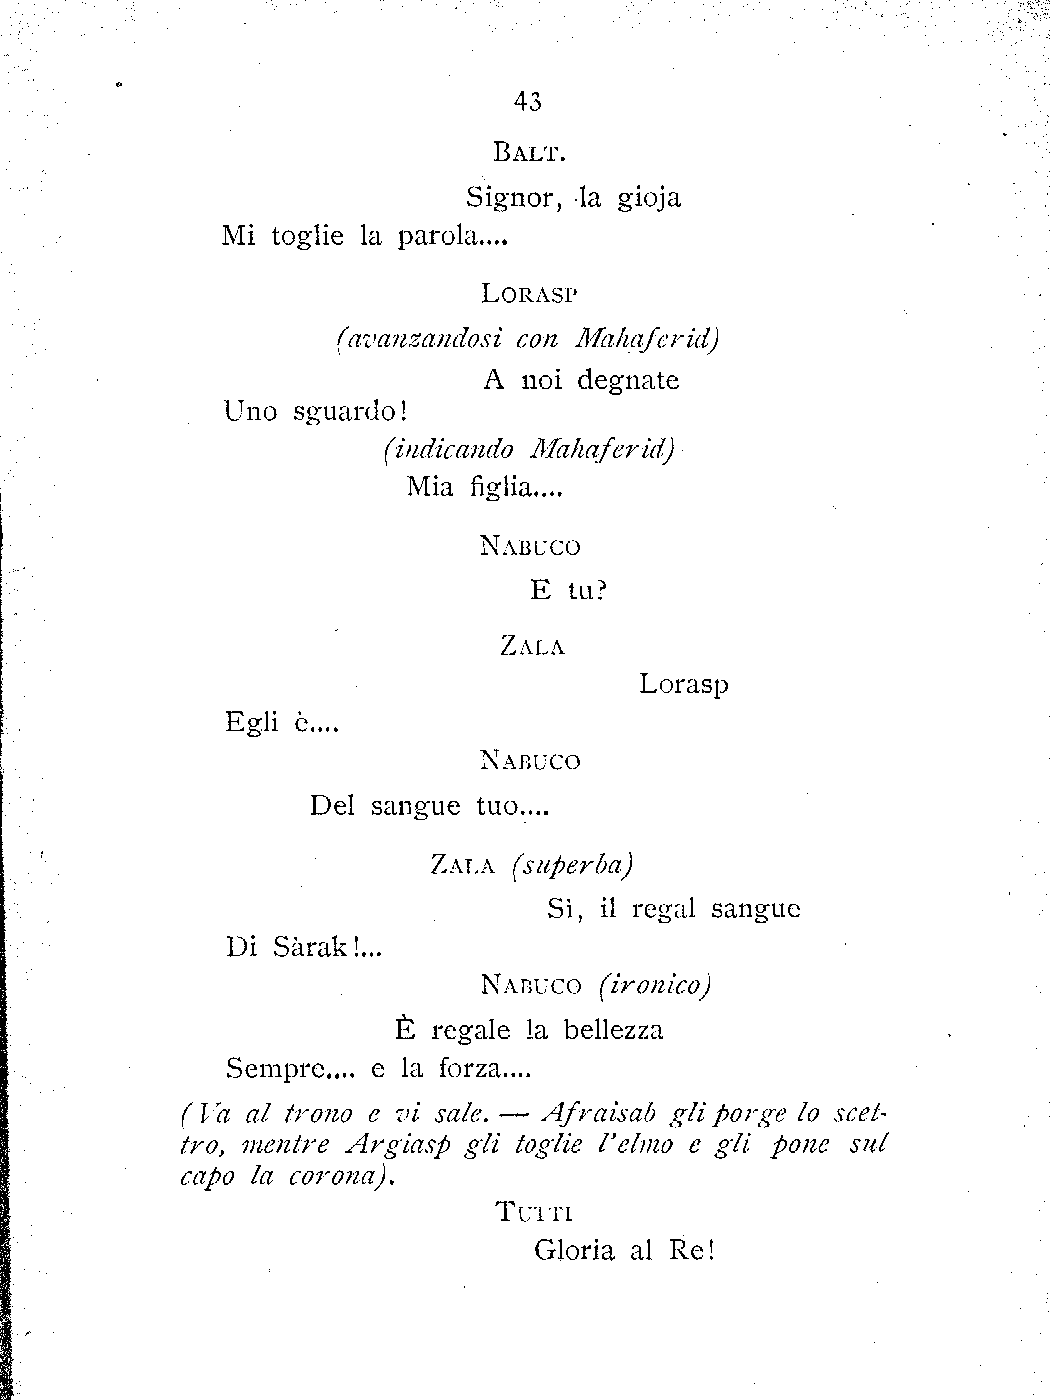 43
BALT.
Signor, la gioja
Mi toglie la parola....
LORASP
(avanzandosi con Mahaferid)
A noi degnate
Uno sguardo!
(indicando Mahaferid)
Mia figlia....
NABUCO
E tu?
ZALA
Lorasp
Egli è....
NABUCO
Del sangue tuo....
ZALA (superba)
Sì, il regal sangue
Di Sàrak!...
NABUCO (ironico)
È regale la bellezza
Sempre.... e la forza....
(Va al trono e vi sale. — Afraisab gli porge lo scet-
tro, mentre Argiasp gli toglie l'elmo e gli pone sul
capo la corona).
TUTTI
Gloria al Re!